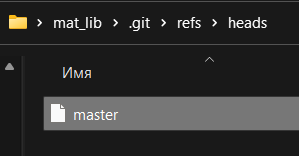 mat_lib > .git > refs > heads
Имя
master